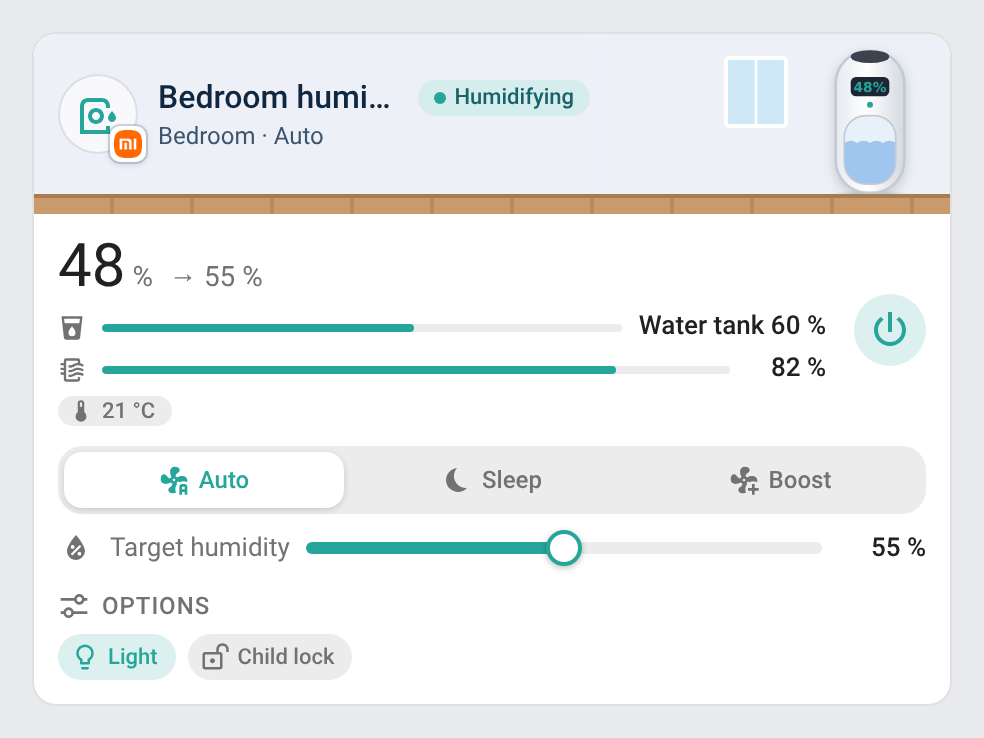 Bedroom humi...
Humidifying
Bedroom · Auto
48%
48 % → 55 %
Water tank 60 %
82 %
21 °C
Auto
Sleep
Boost
Target humidity
55 %
OPTIONS
Light
Child lock